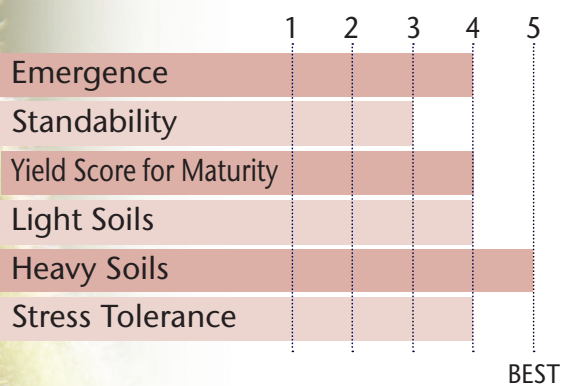 1 2 3 4 5
Emergence
Standability
Yield Score for Maturity
Light Soils
Heavy Soils
Stress Tolerance
BEST